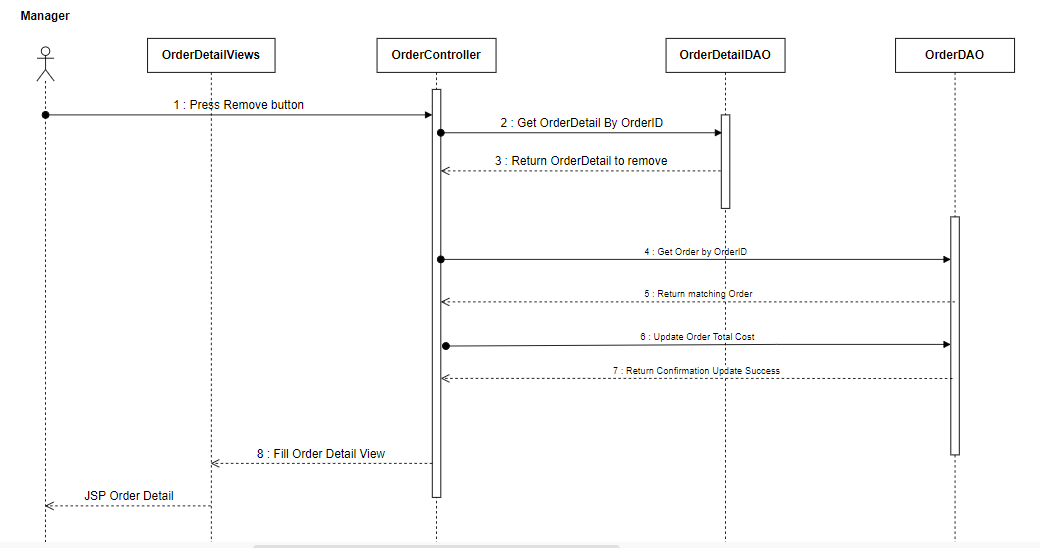 Manager
OrderDetailViews
OrderController
OrderDetailDAO
OrderDAO
1 : Press Remove button
2 : Get OrderDetail By OrderID
3 : Return OrderDetail to remove
4 : Get Order by OrderID
5 : Return matching Order
6 : Update Order Total Cost
7 : Return Confirmation Update Success
8 : Fill Order Detail View
JSP Order Detail